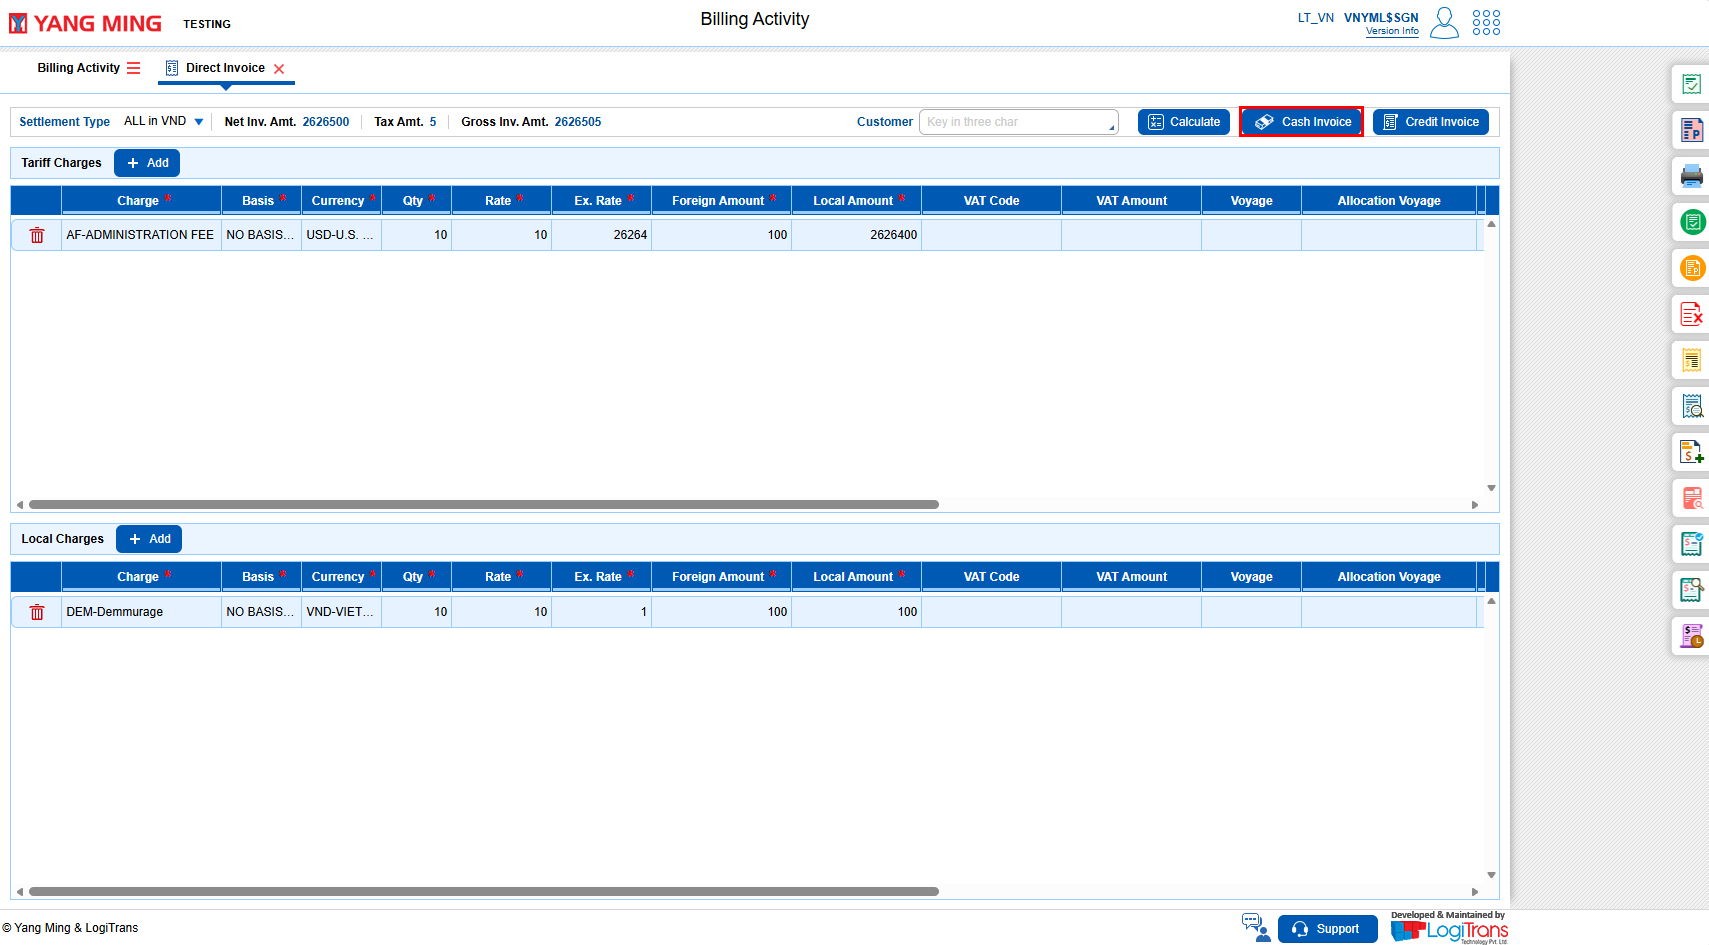 YANG MING TESTING
Billing Activity
LT_VN VNYML$SGN
Version Info
Billing Activity Direct Invoice
Settlement Type ALL in VND Net Inv. Amt. 2626500 Tax Amt. 5 Gross Inv. Amt. 2626505 Customer Key in three char Calculate Cash Invoice Credit Invoice
Tariff Charges + Add
Charge * Basis * Currency * Qty * Rate * Ex. Rate * Foreign Amount * Local Amount * VAT Code VAT Amount Voyage Allocation Voyage
AF-ADMINISTRATION FEE NO BASIS... USD-U.S. ... 10 10 26264 100 2626400
Local Charges + Add
Charge * Basis * Currency * Qty * Rate * Ex. Rate * Foreign Amount * Local Amount * VAT Code VAT Amount Voyage Allocation Voyage
DEM-Demmurage NO BASIS... VND-VIET... 10 10 1 100 100
© Yang Ming & LogiTrans
Support
Developed & Maintained by
LogiTrans
Technology Pvt. Ltd.